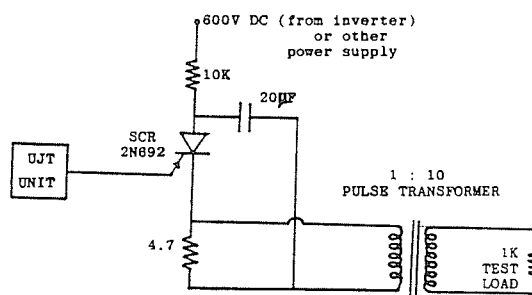 600V DC (from inverter)
or other
power supply
10K
20µF
SCR
2N692
UJT
UNIT
1 : 10
PULSE TRANSFORMER
4.7
1K
TEST
LOAD